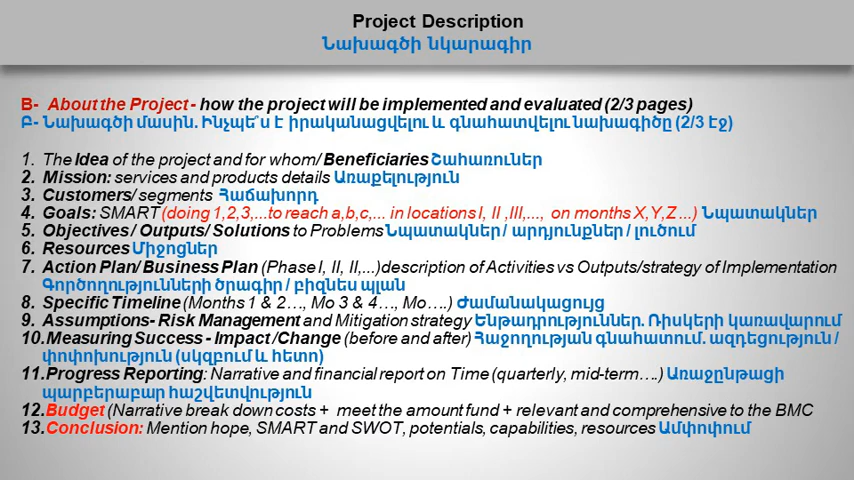 Project Description
Նախագծի նկարագիր
B- About the Project - how the project will be implemented and evaluated (2/3 pages)
Բ- Նախագծի մասին. Ինչպե՞ս է իրականացվելու և գնահատվելու նախագիծը (2/3 էջ)
1. The Idea of the project and for whom/ Beneficiaries Շահառուներ
2. Mission: services and products details Առաքելություն
3. Customers/ segments Հաճախորդ
4. Goals: SMART (doing 1,2,3,...to reach a,b,c,... in locations I, II ,III,..., on months X,Y,Z ...) Նպատակներ
5. Objectives / Outputs/ Solutions to Problems Նպատակներ / արդյունքներ / լուծում
6. Resources Միջոցներ
7. Action Plan/ Business Plan (Phase I, II, II,...) description of Activities vs Outputs/strategy of Implementation
Գործողությունների ծրագիր / բիզնես պլան
8. Specific Timeline (Months 1 & 2…, Mo 3 & 4…, Mo….) Ժամանակացույց
9. Assumptions- Risk Management and Mitigation strategy Ենթադրություններ. Ռիսկերի կառավարում
10.Measuring Success - Impact /Change (before and after) Հաջողության գնահատում. ազդեցություն /
փոփոխություն (սկզբում և հետո)
11.Progress Reporting: Narrative and financial report on Time (quarterly, mid-term….) Առաջընթացի
պարբերաբար հաշվետվություն
12.Budget (Narrative break down costs + meet the amount fund + relevant and comprehensive to the BMC
13.Conclusion: Mention hope, SMART and SWOT, potentials, capabilities, resources Ամփոփում